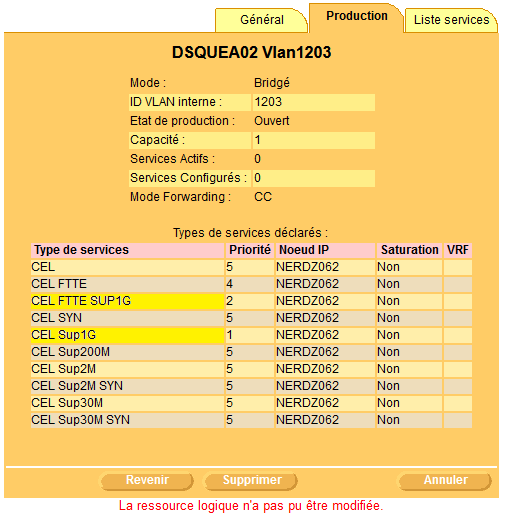 Général Production Liste services
DSQUEA02 Vlan1203
Mode : Bridgé
ID VLAN interne : 1203
Etat de production : Ouvert
Capacité : 1
Services Actifs : 0
Services Configurés : 0
Mode Forwarding : CC
Types de services déclarés :
Type de services Priorité Noeud IP Saturation VRF
CEL 5 NERDZ062 Non
CEL FTTE 4 NERDZ062 Non
CEL FTTE SUP1G 2 NERDZ062 Non
CEL SYN 5 NERDZ062 Non
CEL Sup1G 1 NERDZ062 Non
CEL Sup200M 5 NERDZ062 Non
CEL Sup2M 5 NERDZ062 Non
CEL Sup2M SYN 5 NERDZ062 Non
CEL Sup30M 5 NERDZ062 Non
CEL Sup30M SYN 5 NERDZ062 Non
Revenir Supprimer Annuler
La ressource logique n'a pas pu être modifiée.